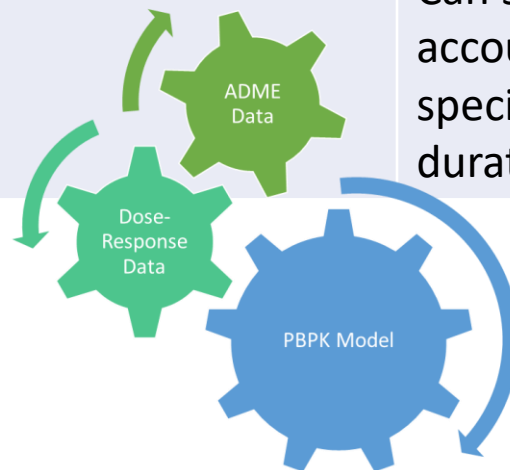 accou
speci
durat
ADME
Data
Dose-
Response
Data
PBPK Model